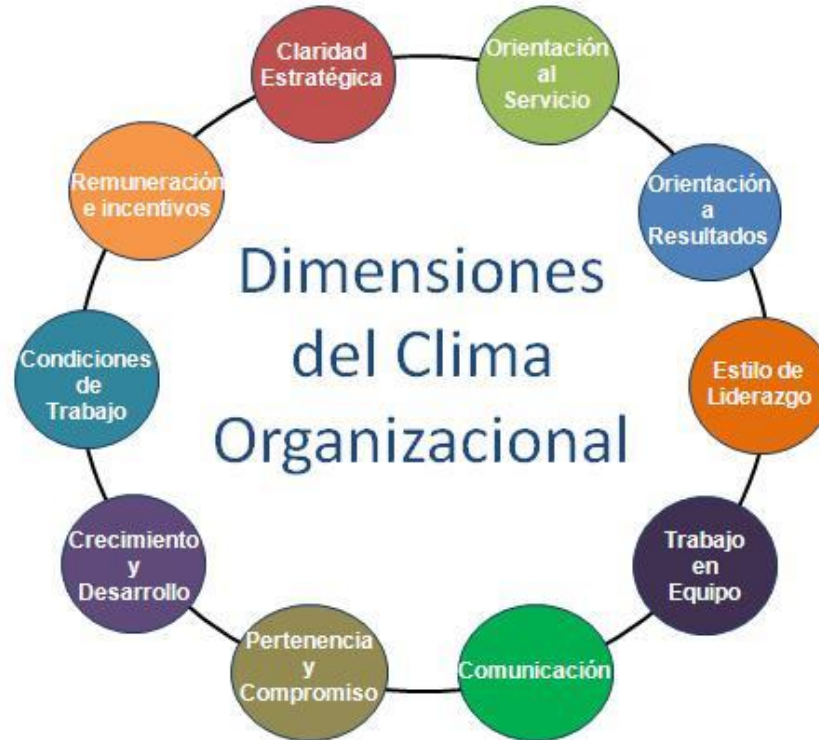 Claridad
Estratégica
Orientación
al
Servicio
Orientación
a
Resultados
Estilo de
Liderazgo
Trabajo
en
Equipo
Comunicación
Pertenencia
y
Compromiso
Crecimiento
y
Desarrollo
Condiciones
de
Trabajo
Remuneración
e incentivos
Dimensiones
del Clima
Organizacional